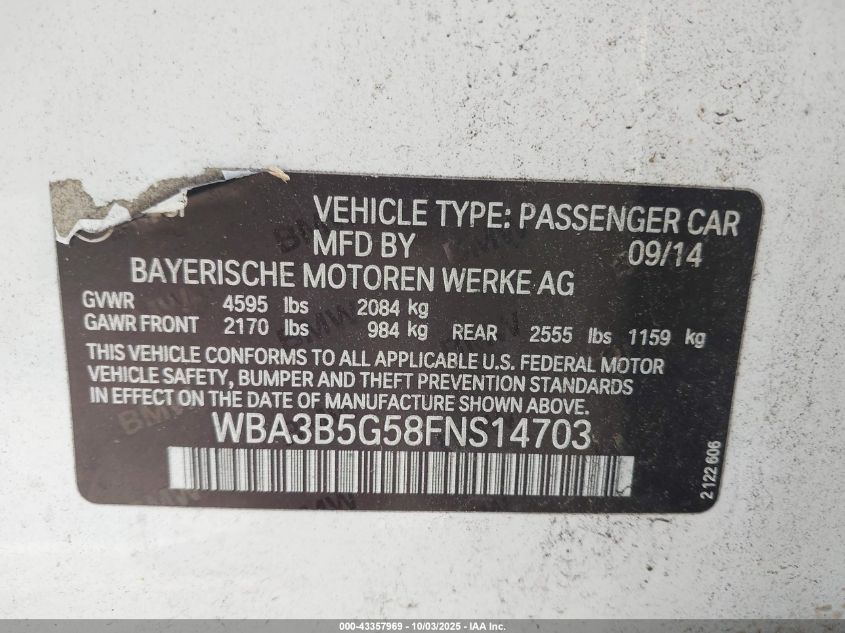 VEHICLE TYPE: PASSENGER CAR
MFD BY 09/14
BAYERISCHE MOTOREN WERKE AG
GVWR 4595 lbs 2084 kg
GAWR FRONT 2170 lbs 984 kg REAR 2555 lbs 1159 kg
THIS VEHICLE CONFORMS TO ALL APPLICABLE U.S. FEDERAL MOTOR
VEHICLE SAFETY, BUMPER AND THEFT PREVENTION STANDARDS
IN EFFECT ON THE DATE OF MANUFACTURE SHOWN ABOVE.
WBA3B5G58FNS14703
2 122 606
000-43357969 - 10/03/2025 - IAA Inc.